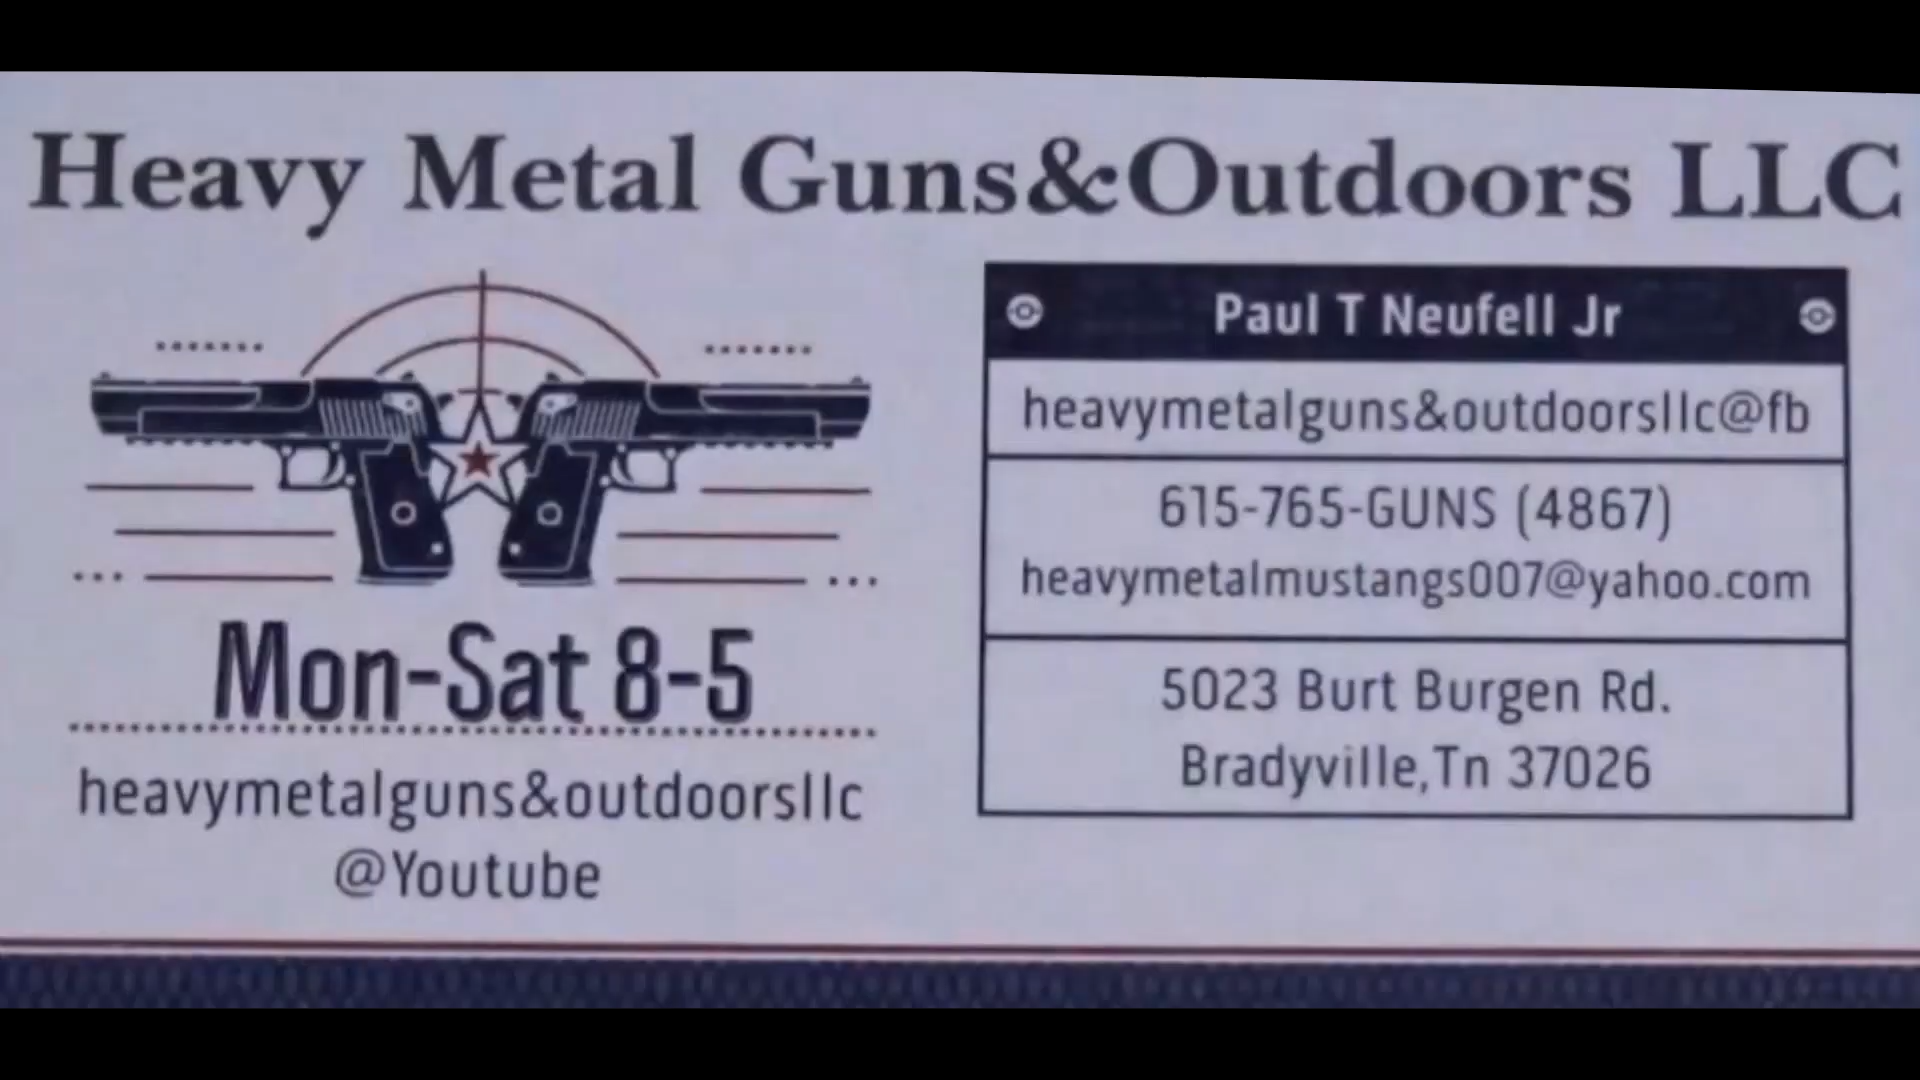 Heavy Metal Guns&Outdoors LLC
Mon-Sat 8-5
heavymetalguns&outdoorsllc
@Youtube
Paul T Neufell Jr
heavymetalguns&outdoorsllc@fb
615-765-GUNS (4867)
heavymetalmustangs007@yahoo.com
5023 Burt Burgen Rd.
Bradyville,Tn 37026